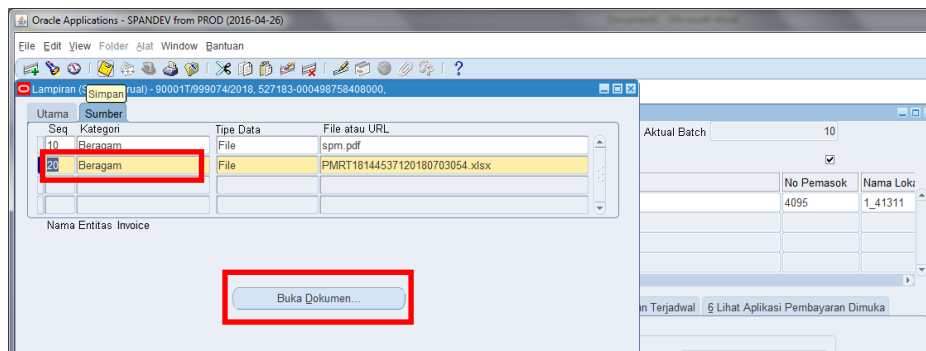 Oracle Applications - SPANDEV from PROD (2016-04-26)
File Edit View Folder Alat Window Bantuan
Simpan
Lampiran (S rual) - 90001T/999074/2018, 527183-000498758408000,
Utama Sumber
Seq Kategori Tipe Data File atau URL
10 Beragam File spm.pdf
20 Beragam File PMRT18144537120180703054.xlsx
Nama Entitas Invoice
Buka Dokumen...
Aktual Batch 10
No Pemasok Nama Loka
4095 1_41311
n Terjadwal 6 Lihat Aplikasi Pembayaran Dimuka